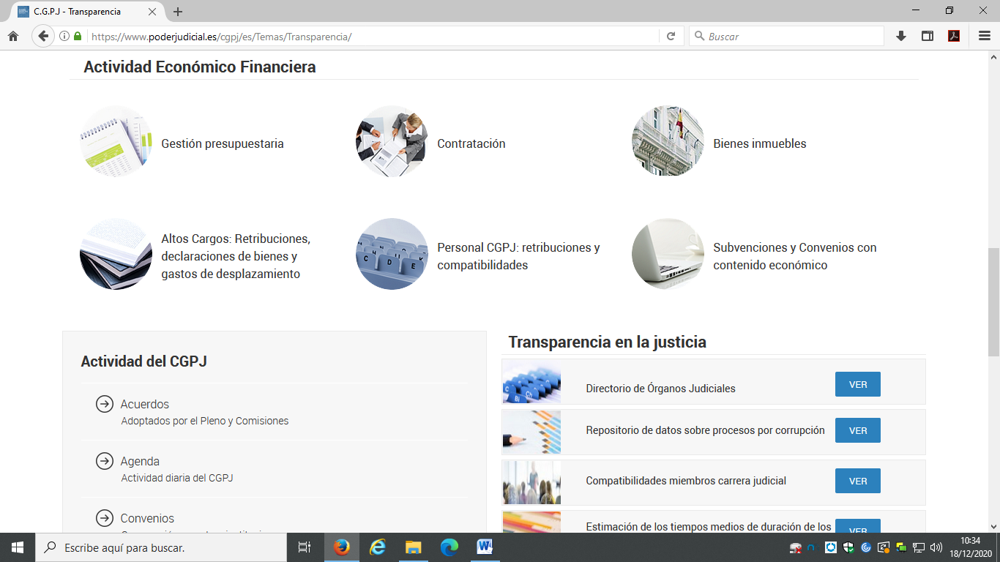 C.G.P.J - Transparencia
https://www.poderjudicial.es/cgpj/es/Temas/Transparencia/
Buscar
Actividad Económico Financiera
Gestión presupuestaria
Contratación
Bienes inmuebles
Altos Cargos: Retribuciones,
declaraciones de bienes y
gastos de desplazamiento
Personal CGPJ: retribuciones y
compatibilidades
Subvenciones y Convenios con
contenido económico
Actividad del CGPJ
Acuerdos
Adoptados por el Pleno y Comisiones
Agenda
Actividad diaria del CGPJ
Convenios
Transparencia en la justicia
Directorio de Órganos Judiciales
VER
Repositorio de datos sobre procesos por corrupción
VER
Compatibilidades miembros carrera judicial
VER
Estimación de los tiempos medios de duración de los
VER
Escribe aquí para buscar.
10:34
18/12/2020